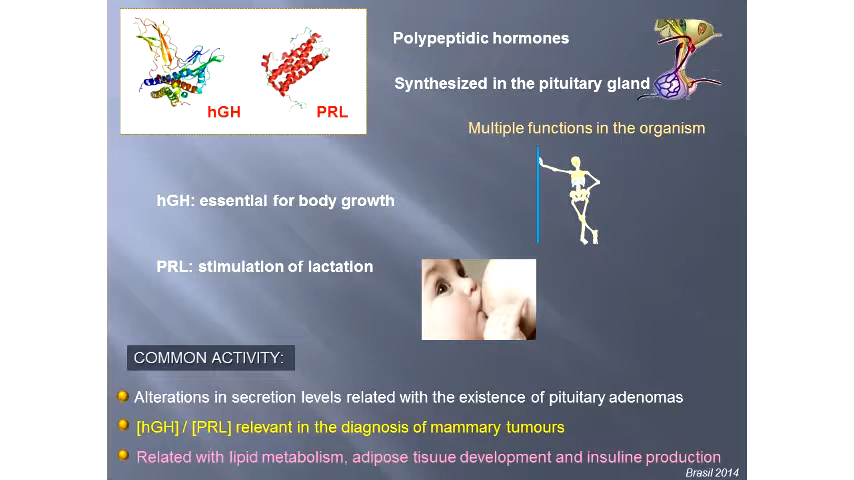 hGH
PRL
Polypeptidic hormones
Synthesized in the pituitary gland
Multiple functions in the organism
hGH: essential for body growth
PRL: stimulation of lactation
COMMON ACTIVITY:
Alterations in secretion levels related with the existence of pituitary adenomas
[hGH] / [PRL] relevant in the diagnosis of mammary tumours
Related with lipid metabolism, adipose tisuue development and insuline production
Brasil 2014